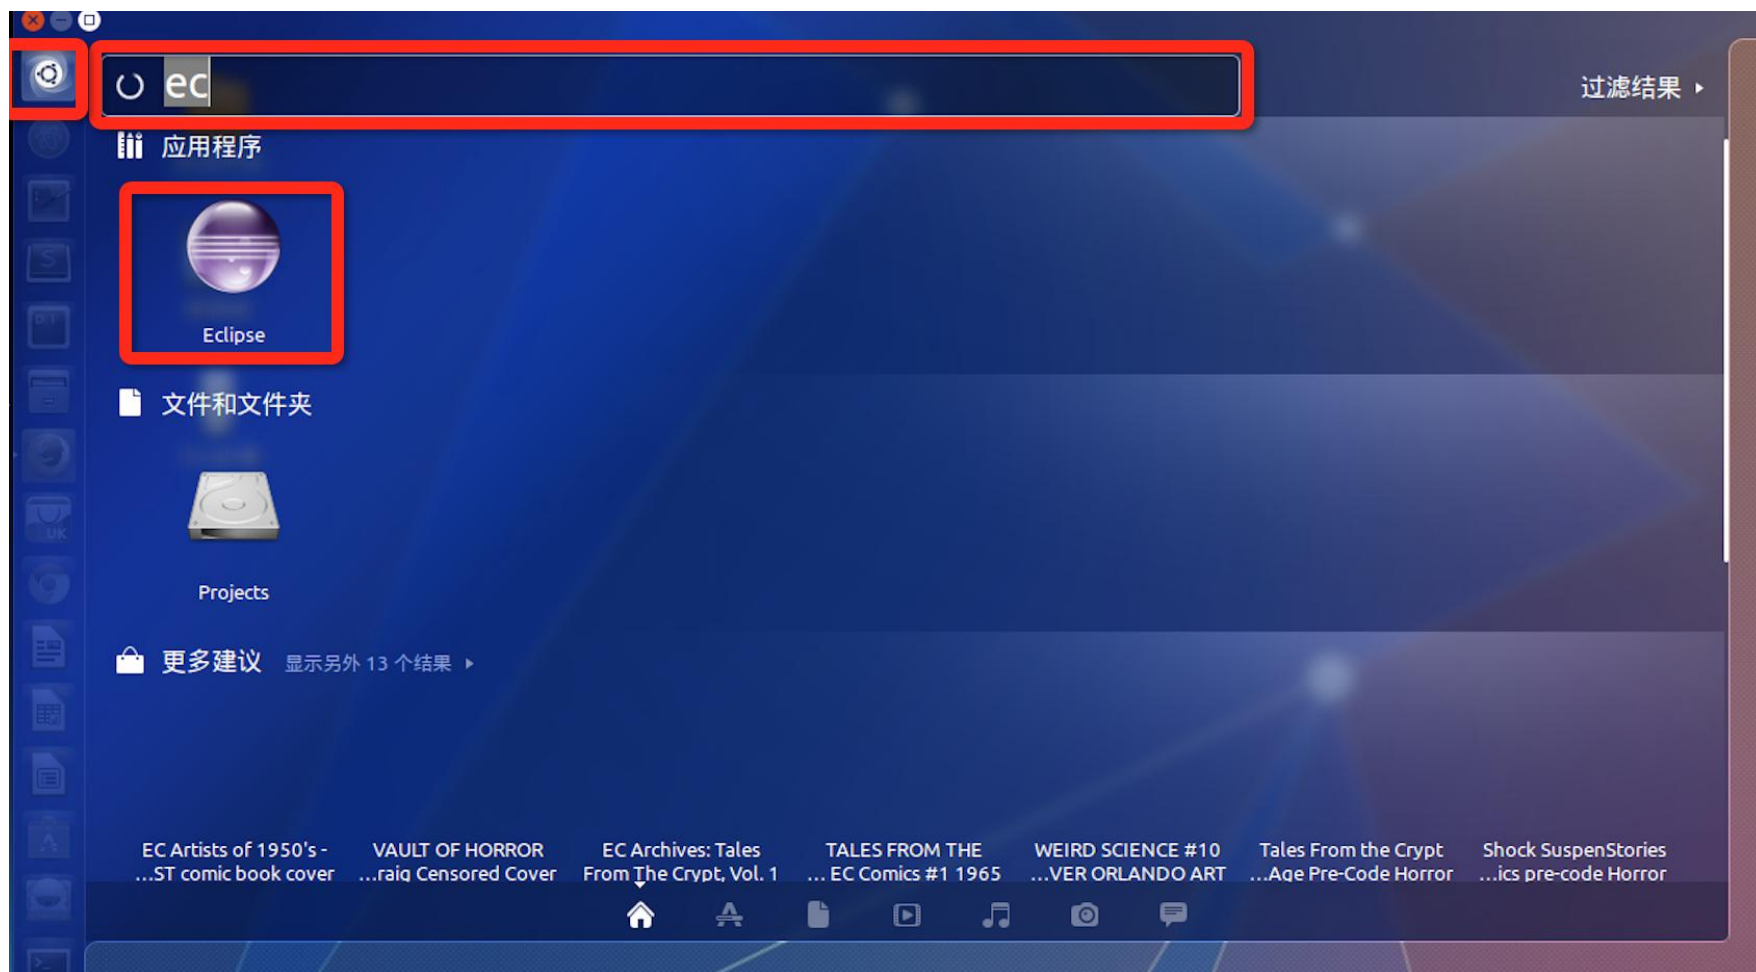 ec
过滤结果
应用程序
Eclipse
文件和文件夹
Projects
更多建议 显示另外 13 个结果
EC Artists of 1950's -
...ST comic book cover
VAULT OF HORROR
...raig Censored Cover
EC Archives: Tales
From The Crypt, Vol. 1
TALES FROM THE
... EC Comics #1 1965
WEIRD SCIENCE #10
...VER ORLANDO ART
Tales From the Crypt
...Age Pre-Code Horror
Shock SuspenStories
...ics pre-code Horror